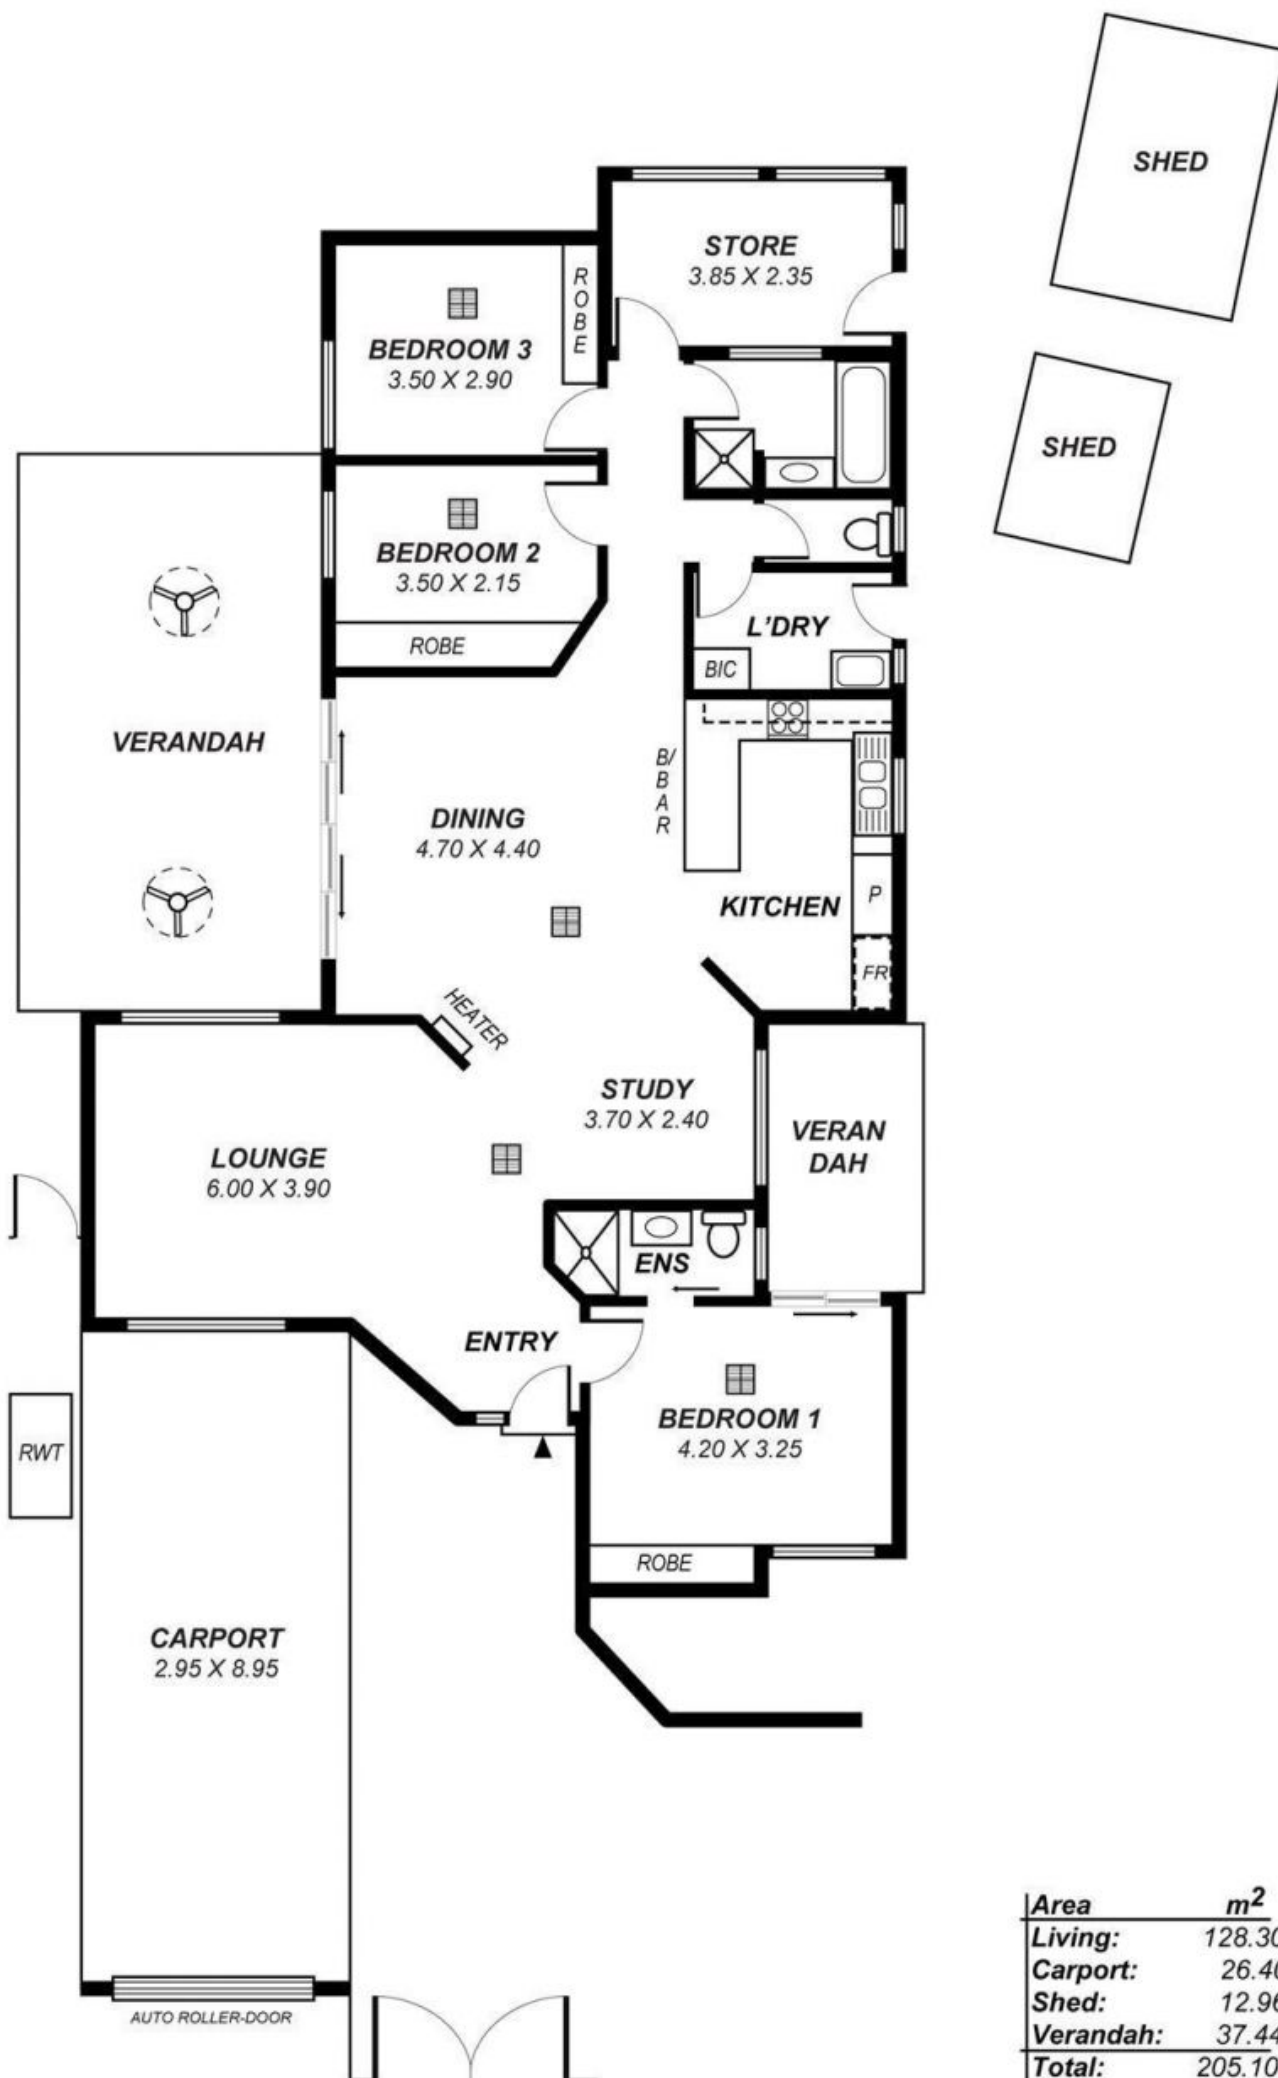 SHED
STORE
3.85 X 2.35
ROBE
BEDROOM 3
3.50 X 2.90
SHED
BEDROOM 2
3.50 X 2.15
ROBE
L'DRY
BIC
VERANDAH
B/
B
A
R
DINING
4.70 X 4.40
KITCHEN
P
FR
HEATER
STUDY
3.70 X 2.40
VERAN
DAH
LOUNGE
6.00 X 3.90
ENS
ENTRY
BEDROOM 1
4.20 X 3.25
RWT
ROBE
CARPORT
2.95 X 8.95
AUTO ROLLER-DOOR
Area m²
Living: 128.30
Carport: 26.40
Shed: 12.96
Verandah: 37.44
Total: 205.10